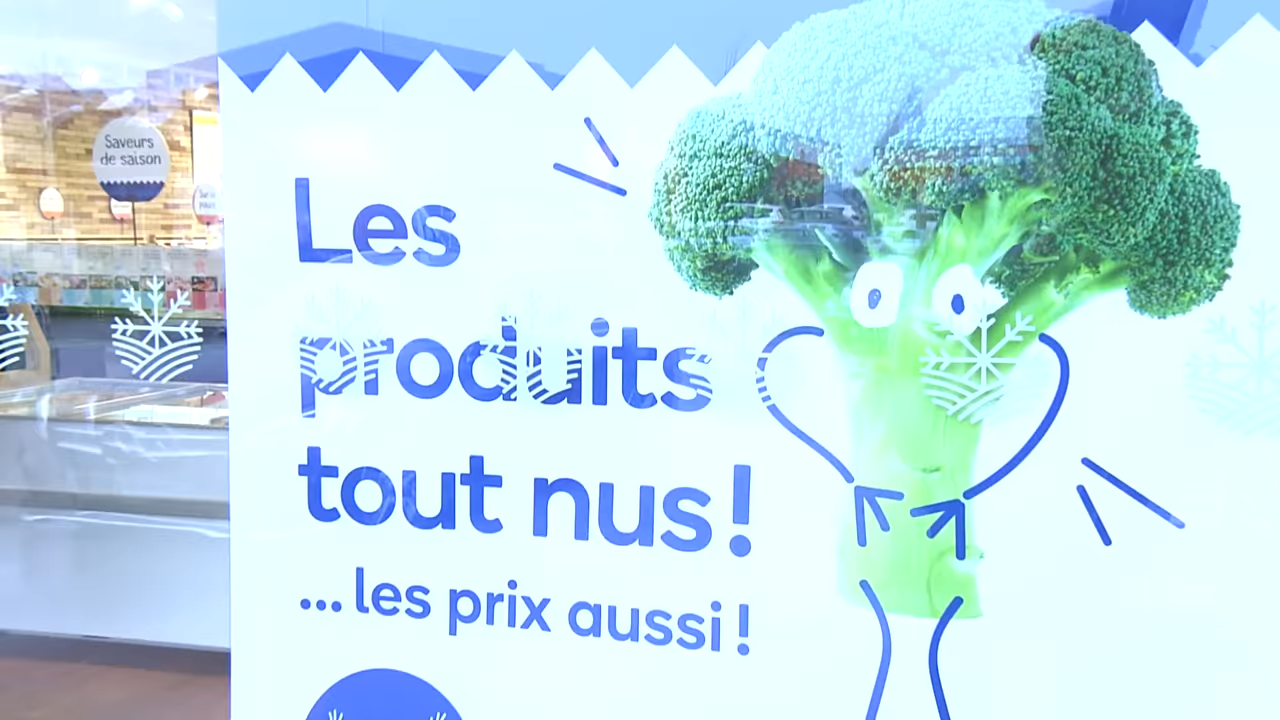 Saveurs
de saison
Les
produits
tout nus!
... les prix aussi!